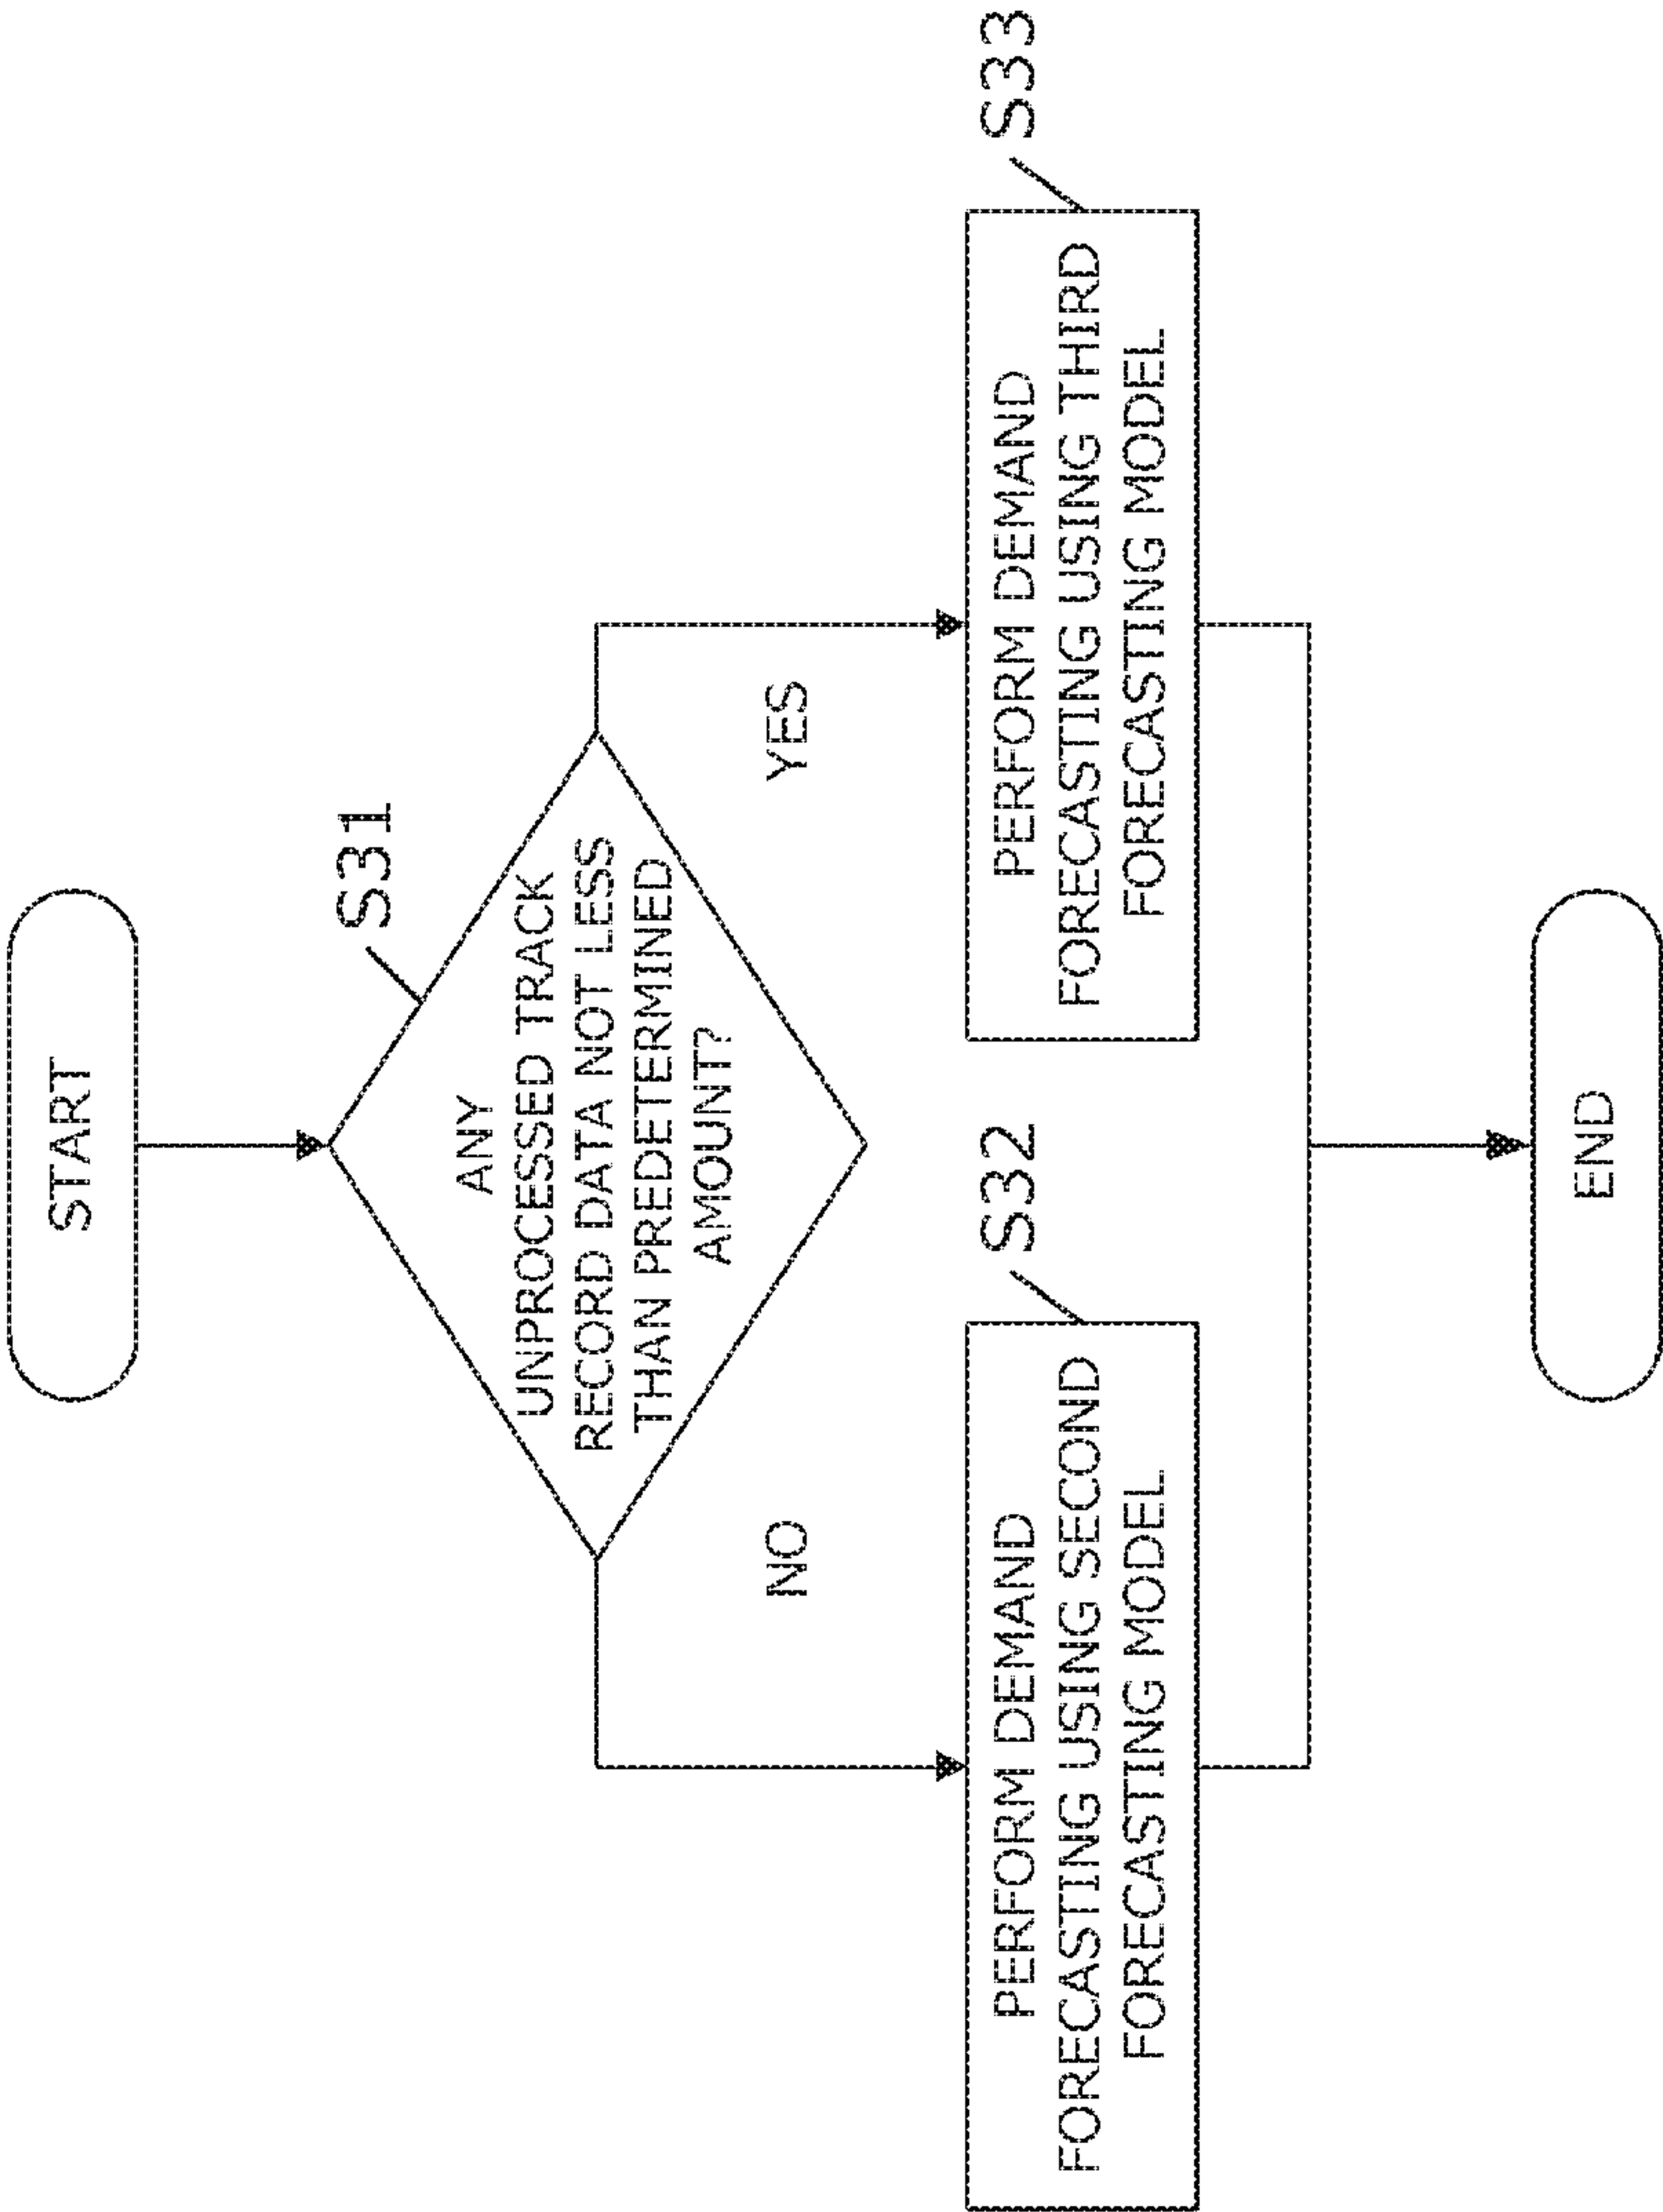 START
S31
ANY
UNPROCESSED TRACK
RECORD DATA NOT LESS
THAN PREDETERMINED
AMOUNT?
NO
YES
S32
PERFORM DEMAND
FORECASTING USING SECOND
FORECASTING MODEL
S33
PERFORM DEMAND
FORECASTING USING THIRD
FORECASTING MODEL
END